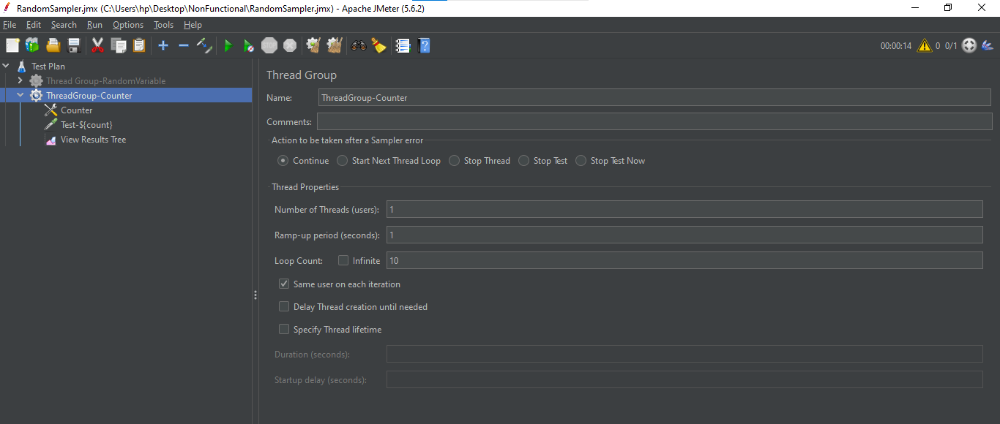 RandomSampler.jmx (C:\Users\hp\Desktop\NonFunctional\RandomSampler.jmx) - Apache JMeter (5.6.2)
File Edit Search Run Options Tools Help
STOP
00:00:14 0 0/1
Test Plan
Thread Group-RandomVariable
ThreadGroup-Counter
Counter
Test-${count}
View Results Tree
Thread Group
Name: ThreadGroup-Counter
Comments:
Action to be taken after a Sampler error
Continue Start Next Thread Loop Stop Thread Stop Test Stop Test Now
Thread Properties
Number of Threads (users): 1
Ramp-up period (seconds): 1
Loop Count: Infinite 10
Same user on each iteration
Delay Thread creation until needed
Specify Thread lifetime
Duration (seconds):
Startup delay (seconds):